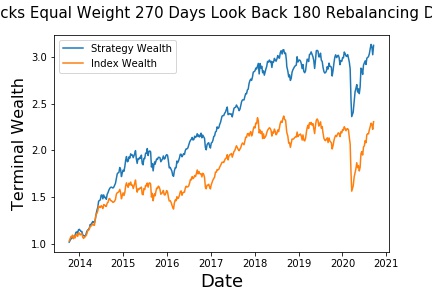 cks Equal Weight 270 Days Look Back 180 Rebalancing D
Strategy Wealth
Index Wealth
Terminal Wealth
3.0
2.5
2.0
1.5
1.0
2014 2015 2016 2017 2018 2019 2020 2021
Date